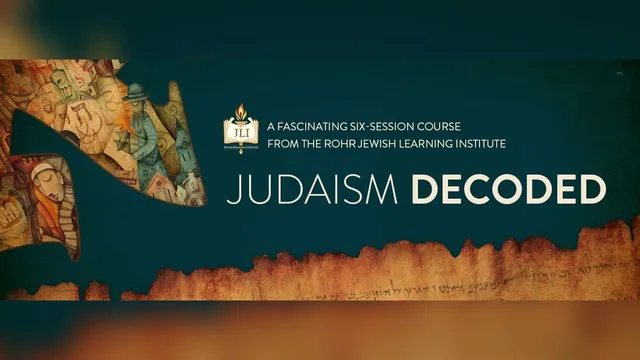 JLI
A FASCINATING SIX-SESSION COURSE
FROM THE ROHR JEWISH LEARNING INSTITUTE
JUDAISM DECODED